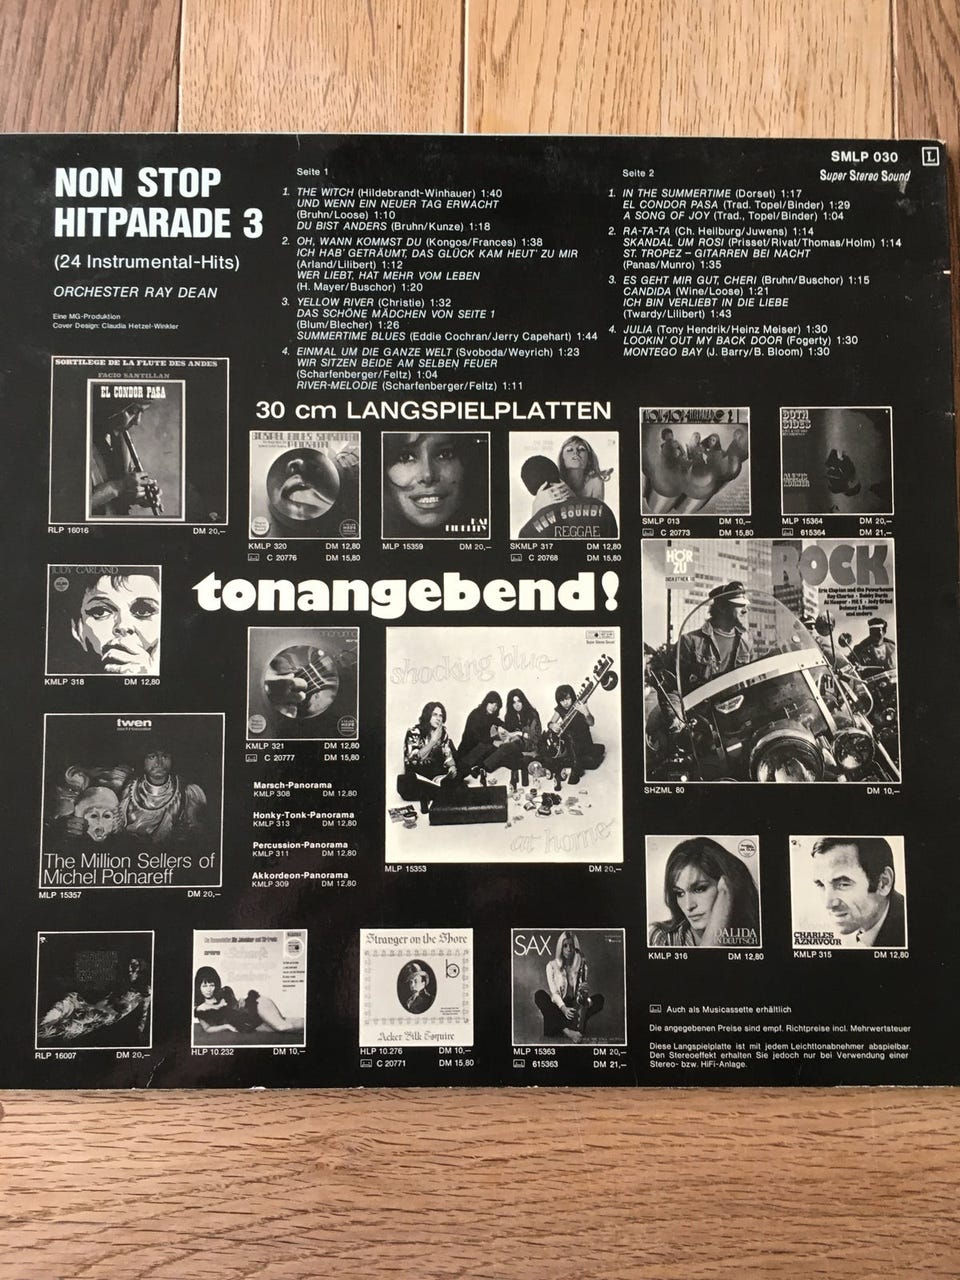 SMLP 030 L
Super Stereo Sound
NON STOP
HITPARADE 3
(24 Instrumental-Hits)
ORCHESTER RAY DEAN
Eine MG-Produktion
Cover Design: Claudia Hetzel-Winkler
Seite 1
1. THE WITCH (Hildebrandt-Winhauer) 1:40
UND WENN EIN NEUER TAG ERWACHT
(Bruhn/Loose) 1:10
DU BIST ANDERS (Bruhn/Kunze) 1:18
2. OH, WANN KOMMST DU (Kongos/Frances) 1:38
ICH HAB' GETRÄUMT, DAS GLÜCK KAM HEUT' ZU MIR
(Arland/Lilibert) 1:12
WER LIEBT, HAT MEHR VOM LEBEN
(H. Mayer/Buschor) 1:20
3. YELLOW RIVER (Christie) 1:32
DAS SCHÖNE MÄDCHEN VON SEITE 1
(Blum/Blecher) 1:26
SUMMERTIME BLUES (Eddie Cochran/Jerry Capehart) 1:44
4. EINMAL UM DIE GANZE WELT (Svoboda/Weyrich) 1:23
WIR SITZEN BEIDE AM SELBEN FEUER
(Scharfenberger/Feltz) 1:04
RIVER-MELODIE (Scharfenberger/Feltz) 1:11
Seite 2
1. IN THE SUMMERTIME (Dorset) 1:17
EL CONDOR PASA (Trad. Topel/Binder) 1:29
A SONG OF JOY (Trad., Topel/Binder) 1:04
2. RA-TA-TA (Ch. Heilburg/Juwens) 1:14
SKANDAL UM ROSI (Prisset/Rivat/Thomas/Holm) 1:14
ST. TROPEZ – GITARREN BEI NACHT
(Panas/Munro) 1:35
3. ES GEHT MIR GUT, CHERI (Bruhn/Buschor) 1:15
CANDIDA (Wine/Loose) 1:21
ICH BIN VERLIEBT IN DIE LIEBE
(Twardy/Lilibert) 1:43
4. JULIA (Tony Hendrik/Heinz Meiser) 1:30
LOOKIN' OUT MY BACK DOOR (Fogerty) 1:30
MONTEGO BAY (J. Barry/B. Bloom) 1:30
30 cm LANGSPIELPLATTEN
SORTILEGE DE LA FLUTE DES ANDES
FACIO SANTILLAN
EL CONDOR PASA
RLP 16016 DM 20,–
GOSPEL BLUES SPIRITUAL
PANORAMA
KMLP 320 DM 12,80
C 20766 DM 15,80
MLP 15359 DM 20,–
NEW SOUND!
REGGAE
SKMLP 317 DM 12,80
C 20768 DM 15,80
NON-STOP-HITPARADE 2
SMLP 013 DM 10,–
C 20773 DM 15,80
BOTH
SIDES
ALEXIS
KORNER
MLP 15364 DM 20,–
615364 DM 21,–
tonangebend!
JUDY GARLAND
KMLP 318 DM 12,80
KMLP 321 DM 12,80
C 20777 DM 15,80
shocking blue
at home
MLP 15353 DM 20,–
HÖR
ZU
ROCK
Eric Clapton and the Powerhouse
SHZML 80 DM 10,–
twen
The Million Sellers of
Michel Polnareff
MLP 15357 DM 20,–
Marsch-Panorama
KMLP 308 DM 12,80
Honky-Tonk-Panorama
KMLP 313 DM 12,80
Percussion-Panorama
KMLP 311 DM 12,80
Akkordeon-Panorama
KMLP 309 DM 12,80
DALIDA
IN DEUTSCH
KMLP 316 DM 12,80
CHARLES
AZNAVOUR
KMLP 315 DM 12,80
RLP 16007 DM 20,–
HLP 10.232 DM 10,–
Stranger on the Shore
Acker Bilk Esquire
HLP 10.276 DM 10,–
C 20771 DM 15,80
SAX
MLP 15363 DM 20,–
615363 DM 21,–
Auch als Musicassette erhältlich
Die angegebenen Preise sind empf. Richtpreise incl. Mehrwertsteuer
Diese Langspielplatte ist mit jedem Leichttonabnehmer abspielbar.
Den Stereoeffekt erhalten Sie jedoch nur bei Verwendung einer
Stereo- bzw. HiFi-Anlage.